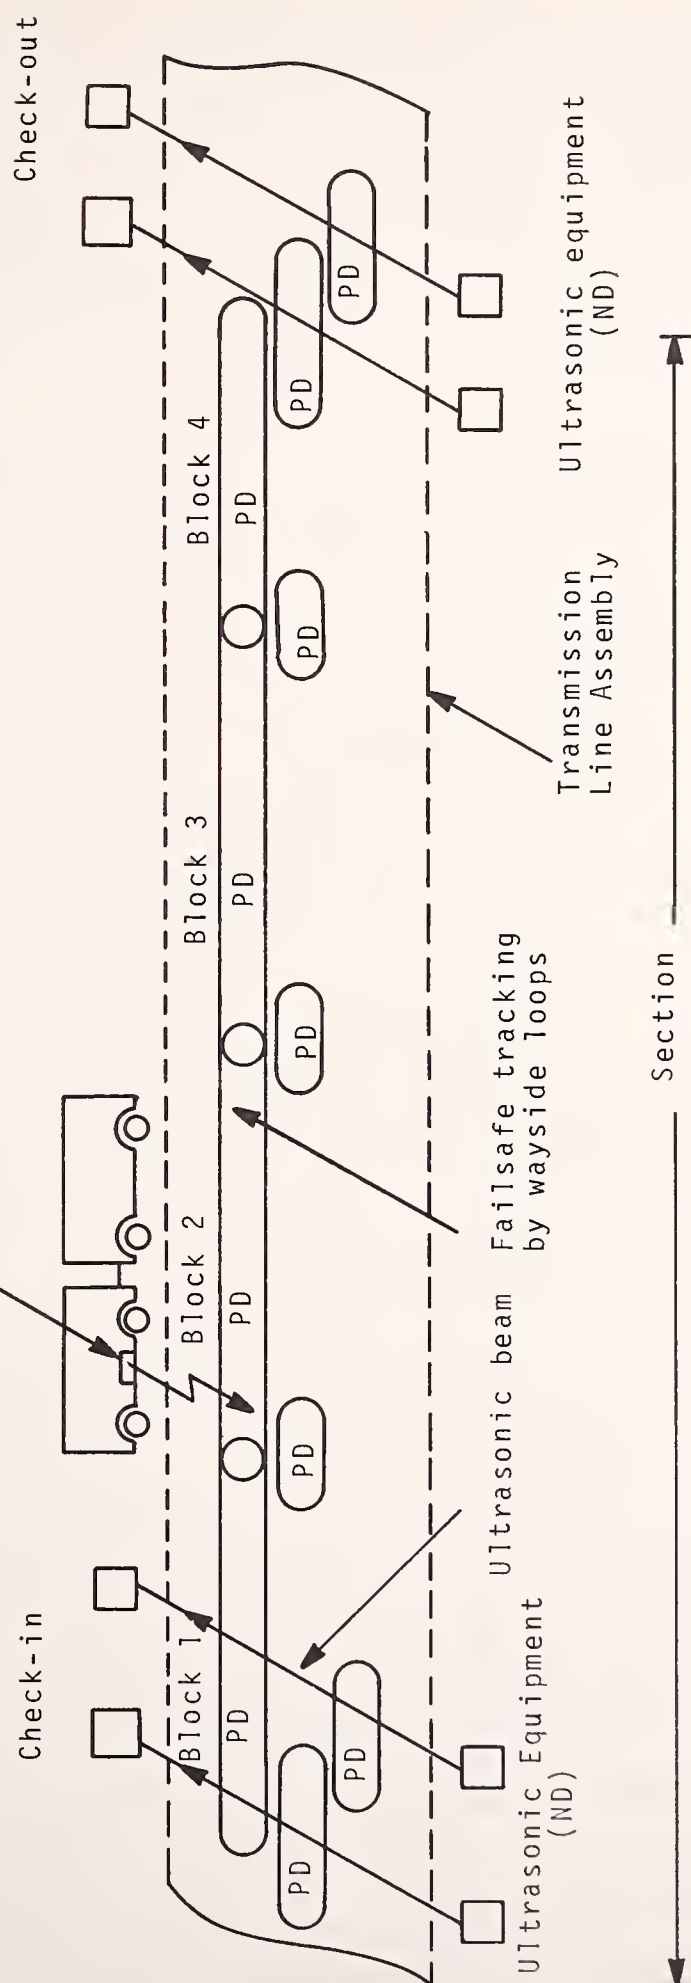 Check-in
Check-out
Block 1
Block 2
Block 3
Block 4
PD
PD
PD
PD
PD
PD
PD
PD
PD
PD
PD
Ultrasonic Equipment
(ND)
Ultrasonic beam
Failsafe tracking
by wayside loops
Transmission
Line Assembly
Ultrasonic equipment
(ND)
Section